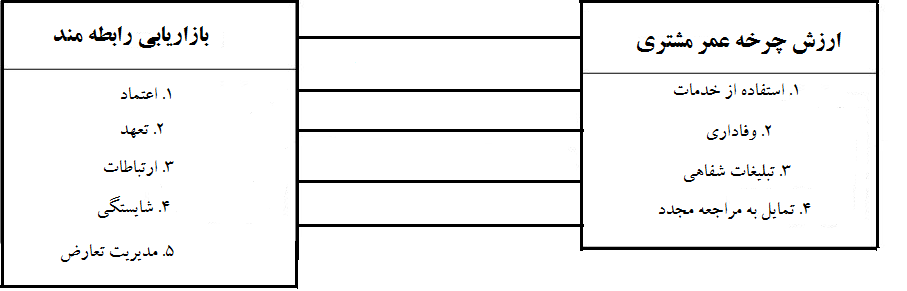 ارزش چرخه عمر مشتری
۱. استفاده از خدمات
۲. وفاداری
۳. تبلیغات شفاهی
۴. تمایل به مراجعه مجدد
بازاریابی رابطه مند
۱. اعتماد
۲. تعهد
۳. ارتباطات
۴. شایستگی
۵. مدیریت تعارض